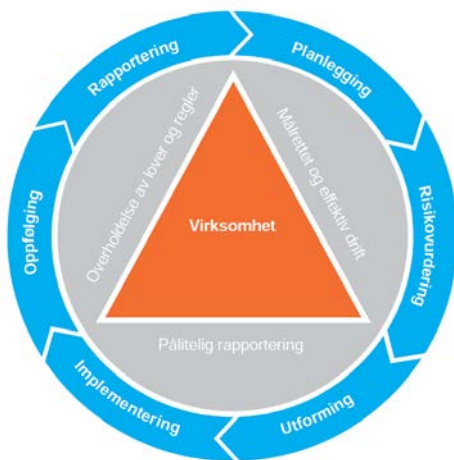 Planlegging
Risikovurdering
Utforming
Implementering
Oppfølging
Rapportering
Overholdelse av lover og regler
Målrettet og effektiv drift
Virksomhet
Pålitelig rapportering